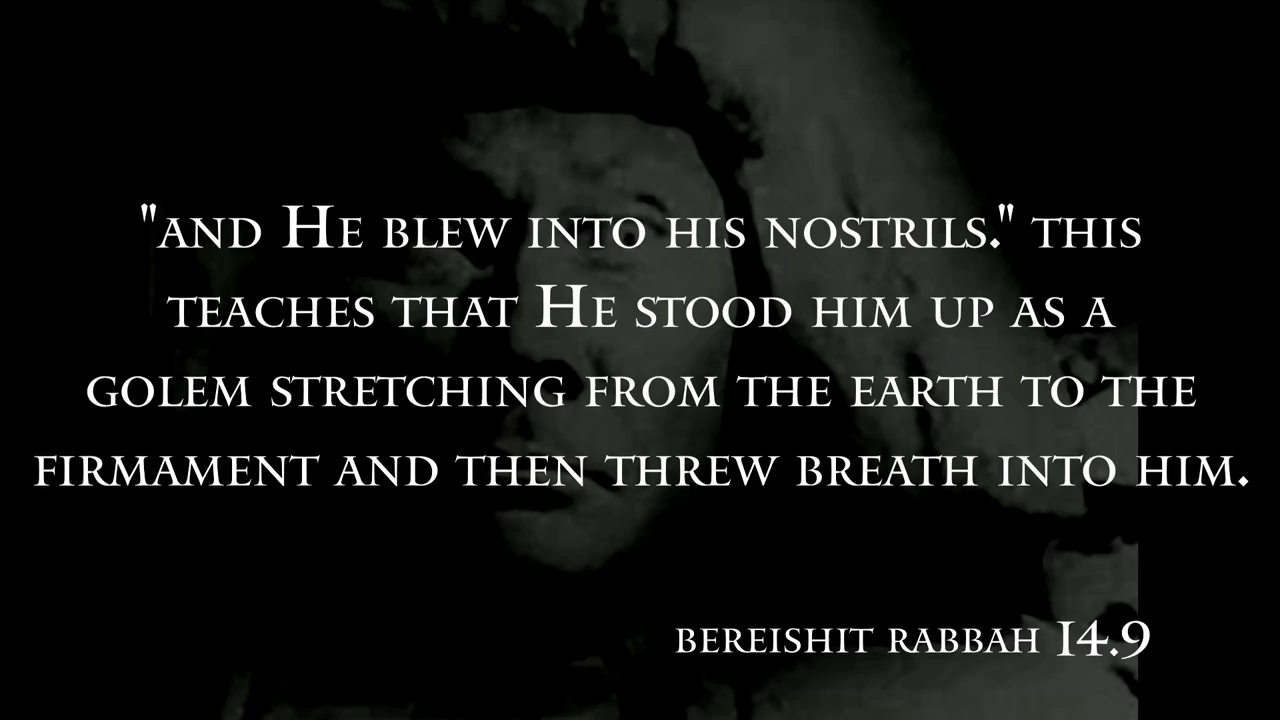 "and He blew into his nostrils." this
teaches that He stood him up as a
golem stretching from the earth to the
firmament and then threw breath into him.
bereishit rabbah 14.9